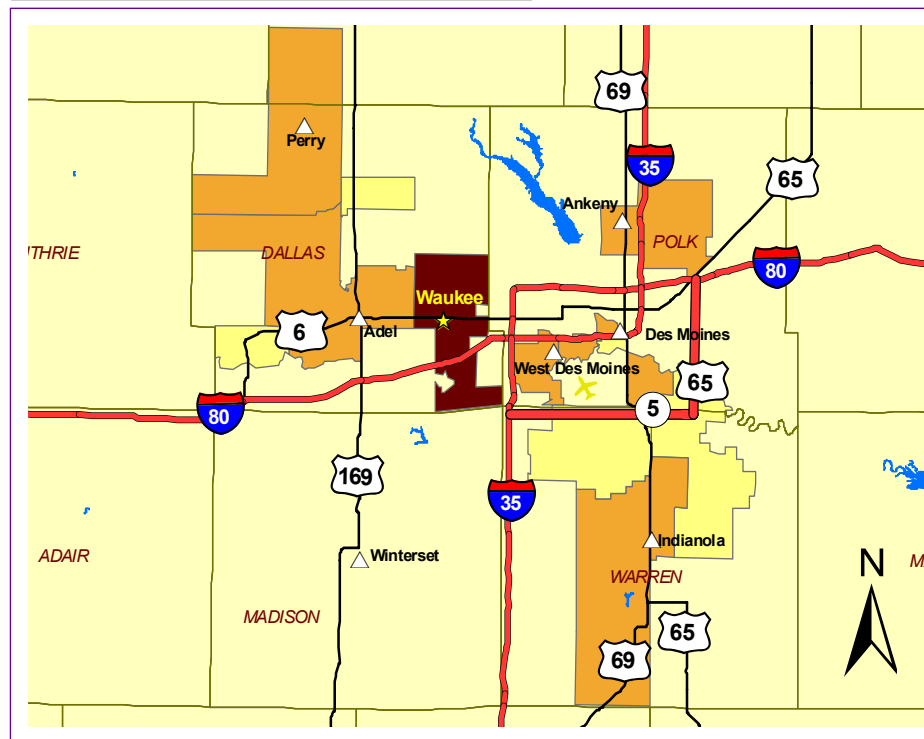 69
35
65
Perry
Ankeny
ITHRIE
DALLAS
POLK
80
Waukee
6
Adel
Des Moines
West Des Moines
65
80
5
169
35
Winterset
Indianola
ADAIR
WARREN
N
M
MADISON
65
69